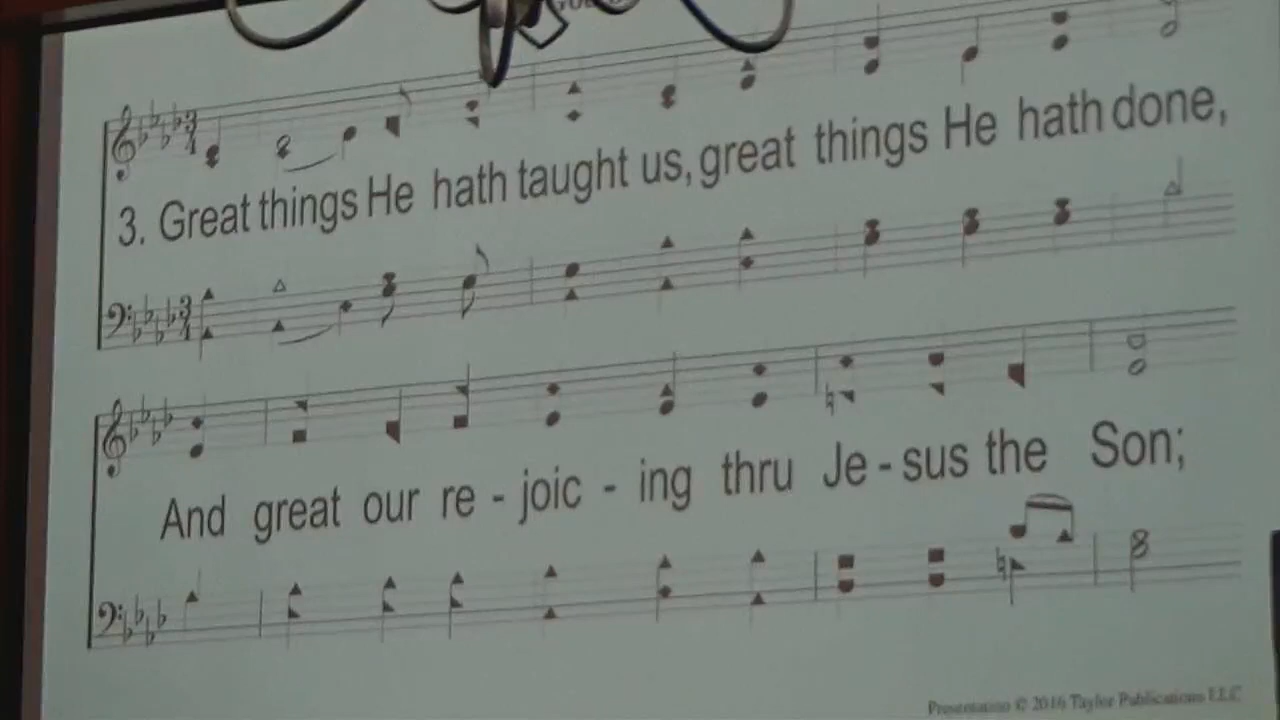 3. Great things He hath taught us, great things He hath done,
And great our re - joic - ing thru Je - sus the Son;
Presentation © 2016 Taylor Publications LLC